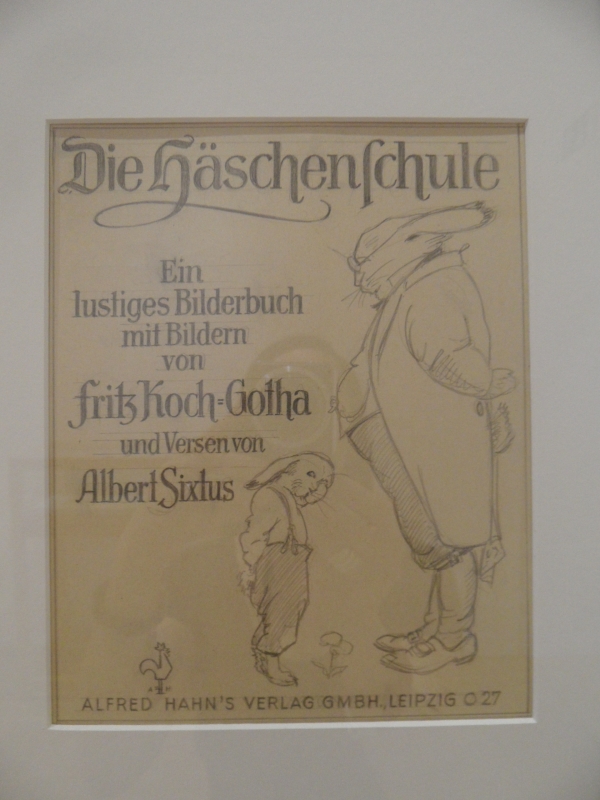 Die Häschenschule
Ein
lustiges Bilderbuch
mit Bildern
von
Fritz Koch=Gotha
und Versen von
Albert Sixtus
ALFRED HAHN'S VERLAG GMBH., LEIPZIG O 27